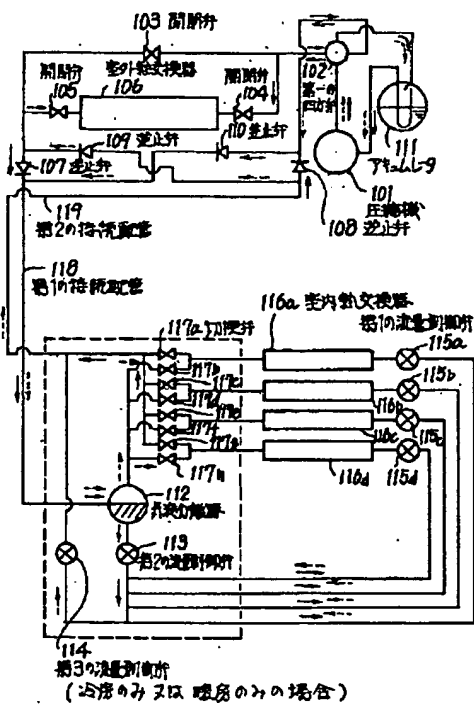 103 開閉弁
室外熱交換器
開閉弁
106
開閉弁
105
104
102
第一の四方弁
111
アキュムレータ
109 逆止弁
110 逆止弁
107 逆止弁
101
圧縮機
108 逆止弁
119
第2の接続配管
118
第1の接続配管
117a 切換弁
116a 室内熱交換器
第1の流量制御弁
115a
117b
117c
115b
117d
116b
117e
115c
117f
116c
117g
116d
115d
117h
112
気液分離器
113
第2の流量制御弁
114
第3の流量制御弁
(冷房のみ又は暖房のみの場合)